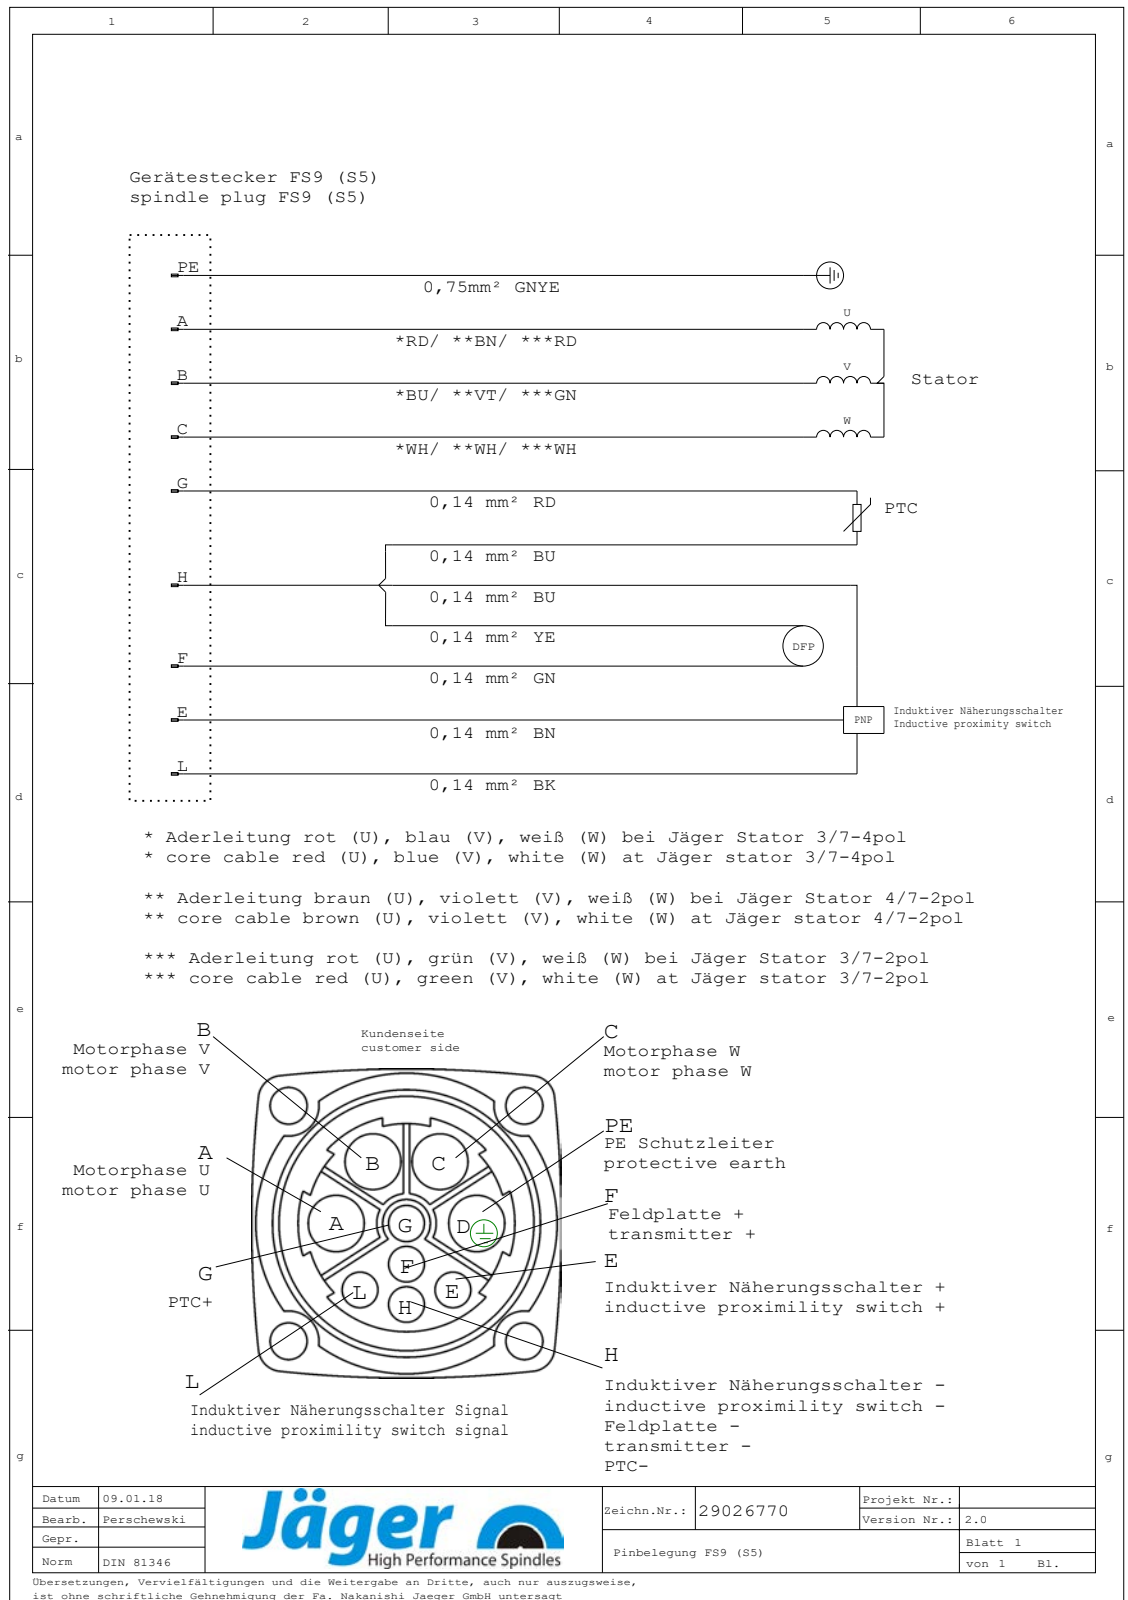 1 2 3 4 5 6
a a
Gerätestecker FS9 (S5)
spindle plug FS9 (S5)
PE
0,75mm² GNYE
A
*RD/ **BN/ ***RD
U
b b
B
*BU/ **VT/ ***GN
V
Stator
C
*WH/ **WH/ ***WH
W
G
0,14 mm² RD
PTC
0,14 mm² BU
c c
H
0,14 mm² BU
0,14 mm² YE
DFP
F
0,14 mm² GN
E
0,14 mm² BN
PNP
Induktiver Näherungsschalter
Inductive proximity switch
L
0,14 mm² BK
d d
* Aderleitung rot (U), blau (V), weiß (W) bei Jäger Stator 3/7-4pol
* core cable red (U), blue (V), white (W) at Jäger stator 3/7-4pol
** Aderleitung braun (U), violett (V), weiß (W) bei Jäger Stator 4/7-2pol
** core cable brown (U), violett (V), white (W) at Jäger stator 4/7-2pol
*** Aderleitung rot (U), grün (V), weiß (W) bei Jäger Stator 3/7-2pol
*** core cable red (U), green (V), white (W) at Jäger stator 3/7-2pol
e e
Kundenseite
customer side
B
Motorphase V
motor phase V
C
Motorphase W
motor phase W
A
Motorphase U
motor phase U
PE
PE Schutzleiter
protective earth
F
Feldplatte +
transmitter +
f f
B C
A G D
F
L E
H
G
PTC+
E
Induktiver Näherungsschalter +
inductive proximility switch +
L
Induktiver Näherungsschalter Signal
inductive proximility switch signal
H
Induktiver Näherungsschalter -
inductive proximility switch -
Feldplatte -
transmitter -
PTC-
g g
Datum 09.01.18
Bearb. Perschewski
Gepr.
Norm DIN 81346
Jäger
High Performance Spindles
Zeichn.Nr.: 29026770
Pinbelegung FS9 (S5)
Projekt Nr.:
Version Nr.: 2.0
Blatt 1
von 1 Bl.
Übersetzungen, Vervielfältigungen und die Weitergabe an Dritte, auch nur auszugsweise,
ist ohne schriftliche Gehnehmigung der Fa. Nakanishi Jaeger GmbH untersagt